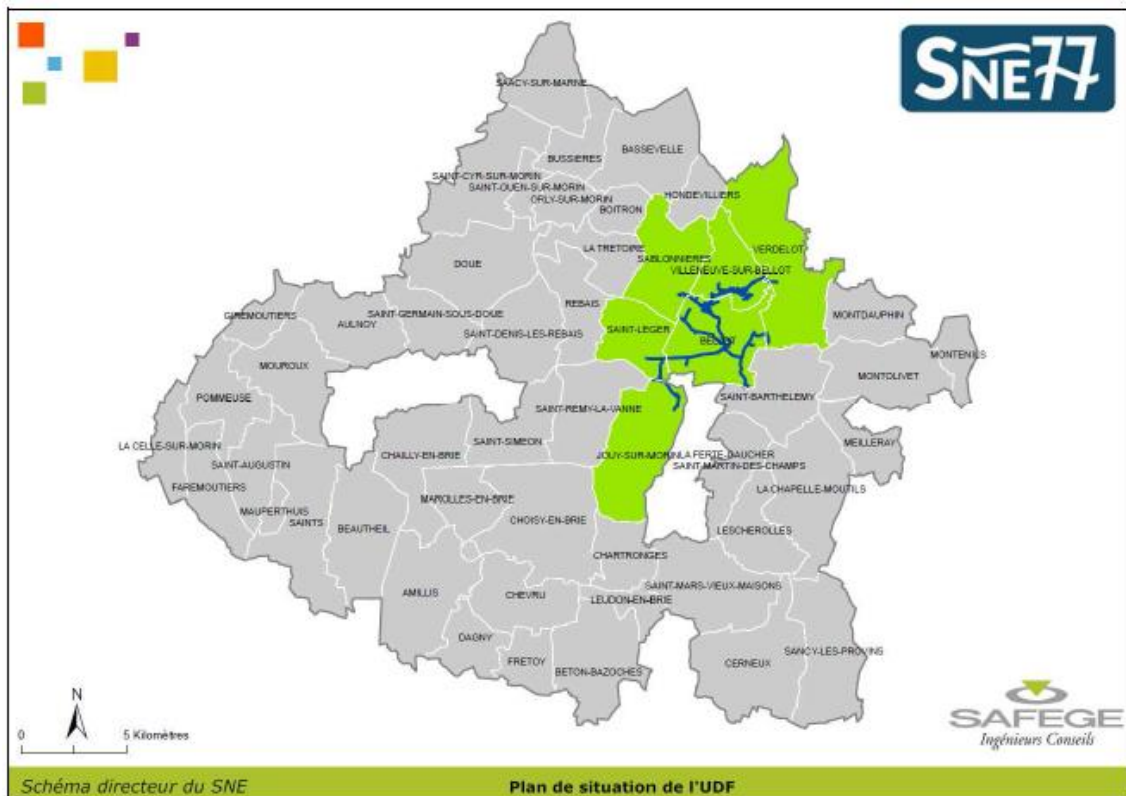 SNE77
SAACY-SUR-MARNE
BUSSIERES
BASSEVELLE
SAINT-CYR-SUR-MORIN
SAINT-OUEN-SUR-MORIN
ORLY-SUR-MORIN
BOITRON
HONDEVILLIERS
LA TRETOIRE
SABLONNIERES
VERDELOT
DOUE
VILLENEUVE-SUR-BELLOT
REBAIS
GIREMOUTIERS
AULNOY
SAINT-GERMAIN-SOUS-DOUE
SAINT-DENIS-LES-REBAIS
SAINT-LEGER
BELLOT
MONTDAUPHIN
MONTENILS
MOUROUX
MONTOLIVET
POMMEUSE
SAINT-REMY-LA-VANNE
SAINT-BARTHELEMY
LA CELLE-SUR-MORIN
SAINT-SIMEON
MEILLERAY
SAINT-AUGUSTIN
CHAILLY-EN-BRIE
JOUY-SUR-MORIN
LA FERTE-GAUCHER
SAINT-MARTIN-DES-CHAMPS
FAREMOUTIERS
MAROLLES-EN-BRIE
LA CHAPELLE-MOUTILS
MAUPERTHUIS
SAINTS
BEAUTHEIL
CHOISY-EN-BRIE
LESCHEROLLES
CHARTRONGES
AMILLIS
CHEVRU
LEUDON-EN-BRIE
SAINT-MARS-VIEUX-MAISONS
DAGNY
FRETOY
BETON-BAZOCHES
CERNEUX
SANCY-LES-PROVINS
N
0 5 Kilomètres
SAFEGE
Ingénieurs Conseils
Schéma directeur du SNE
Plan de situation de l'UDF